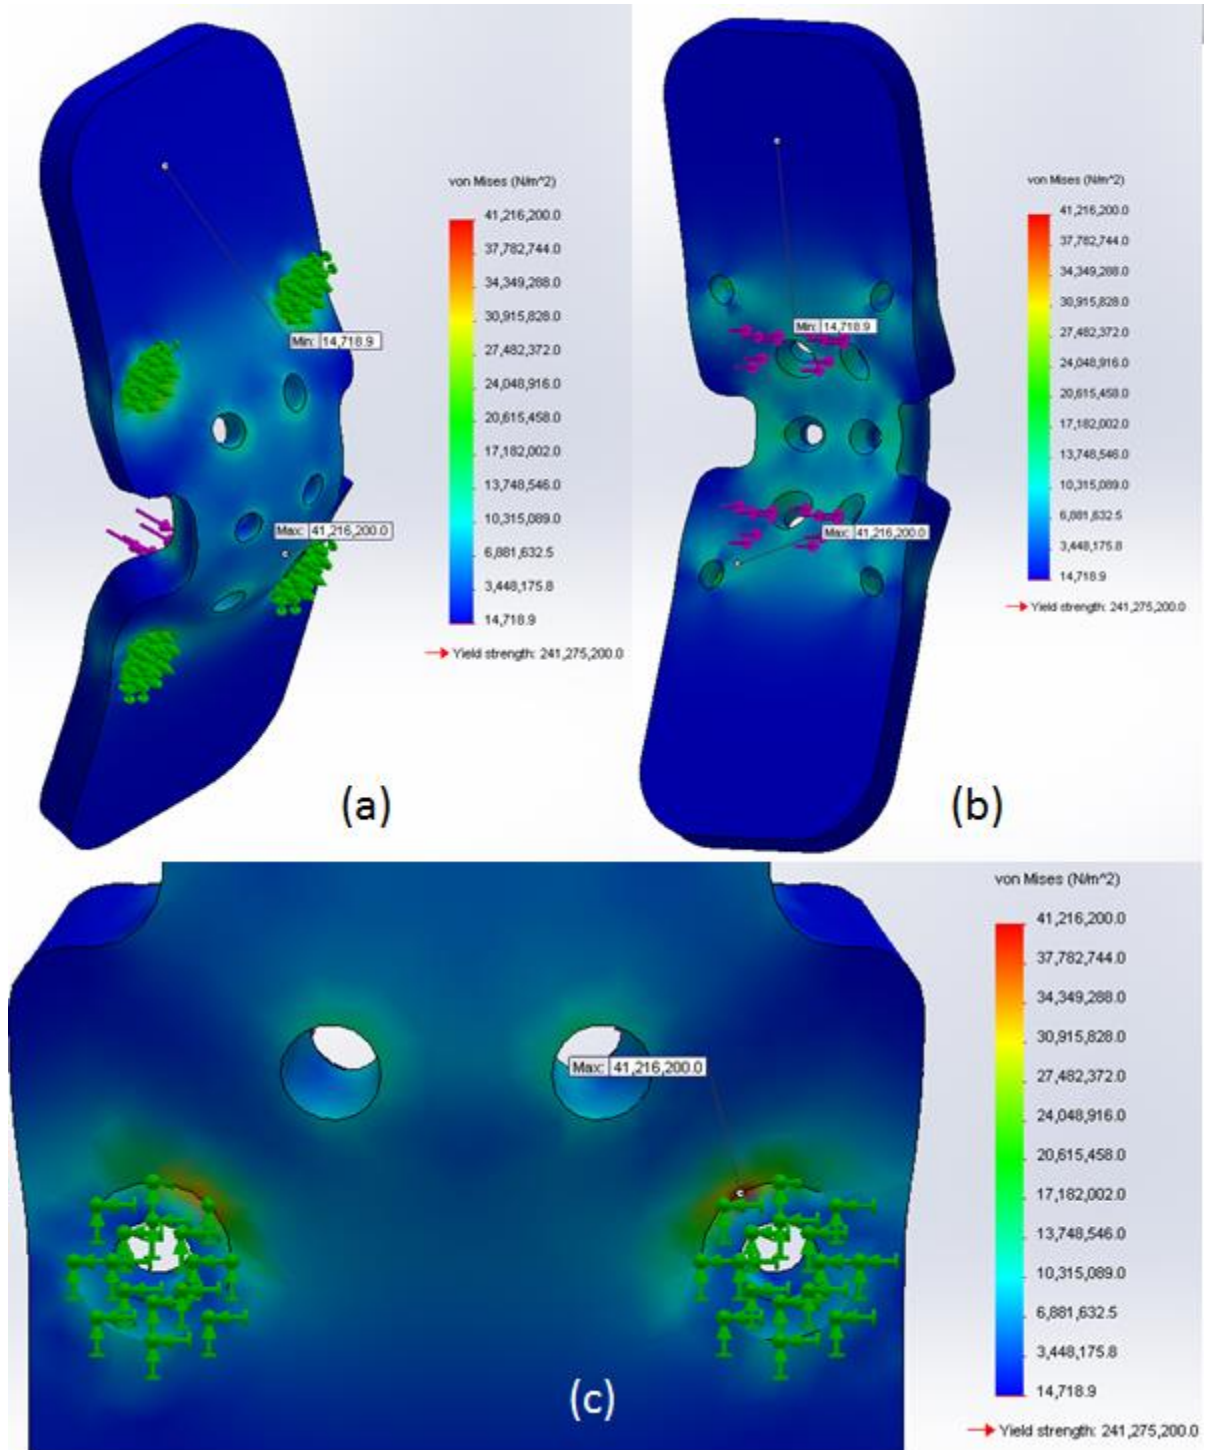 von Mises (N/m^2)
41,216,200.0
37,782,744.0
34,349,288.0
30,915,828.0
27,482,372.0
24,048,916.0
20,615,458.0
17,182,002.0
13,748,546.0
10,315,089.0
6,881,632.5
3,448,175.8
14,718.9
Yield strength: 241,275,200.0
Min: 14,718.9
Max: 41,216,200.0
(a)
von Mises (N/m^2)
41,216,200.0
37,782,744.0
34,349,288.0
30,915,828.0
27,482,372.0
24,048,916.0
20,615,458.0
17,182,002.0
13,748,546.0
10,315,089.0
6,881,632.5
3,448,175.8
14,718.9
Yield strength: 241,275,200.0
Min: 14,718.9
Max: 41,216,200.0
(b)
von Mises (N/m^2)
41,216,200.0
37,782,744.0
34,349,288.0
30,915,828.0
27,482,372.0
24,048,916.0
20,615,458.0
17,182,002.0
13,748,546.0
10,315,089.0
6,881,632.5
3,448,175.8
14,718.9
Yield strength: 241,275,200.0
Max: 41,216,200.0
(c)